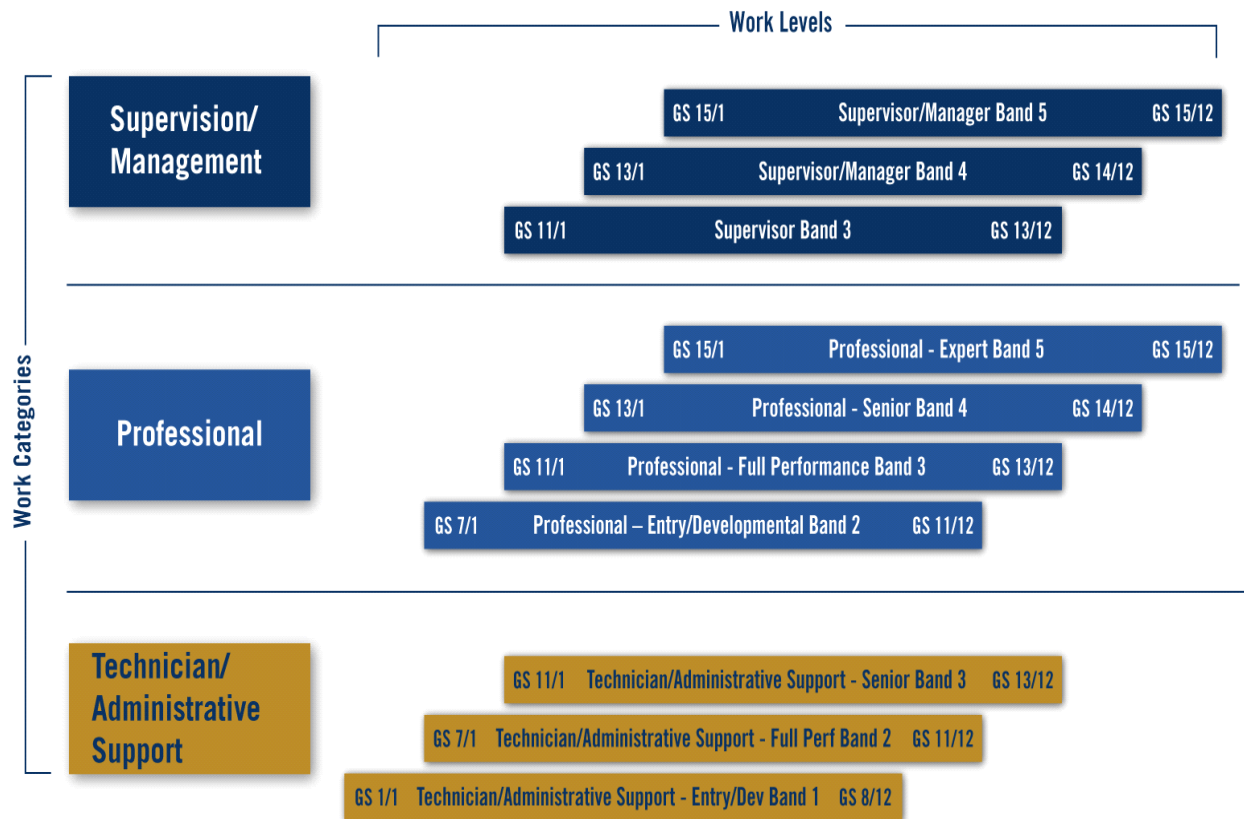 Work Levels
Work Categories
Supervision/
Management
GS 15/1 Supervisor/Manager Band 5 GS 15/12
GS 13/1 Supervisor/Manager Band 4 GS 14/12
GS 11/1 Supervisor Band 3 GS 13/12
Professional
GS 15/1 Professional - Expert Band 5 GS 15/12
GS 13/1 Professional - Senior Band 4 GS 14/12
GS 11/1 Professional - Full Performance Band 3 GS 13/12
GS 7/1 Professional – Entry/Developmental Band 2 GS 11/12
Technician/
Administrative
Support
GS 11/1 Technician/Administrative Support - Senior Band 3 GS 13/12
GS 7/1 Technician/Administrative Support - Full Perf Band 2 GS 11/12
GS 1/1 Technician/Administrative Support - Entry/Dev Band 1 GS 8/12